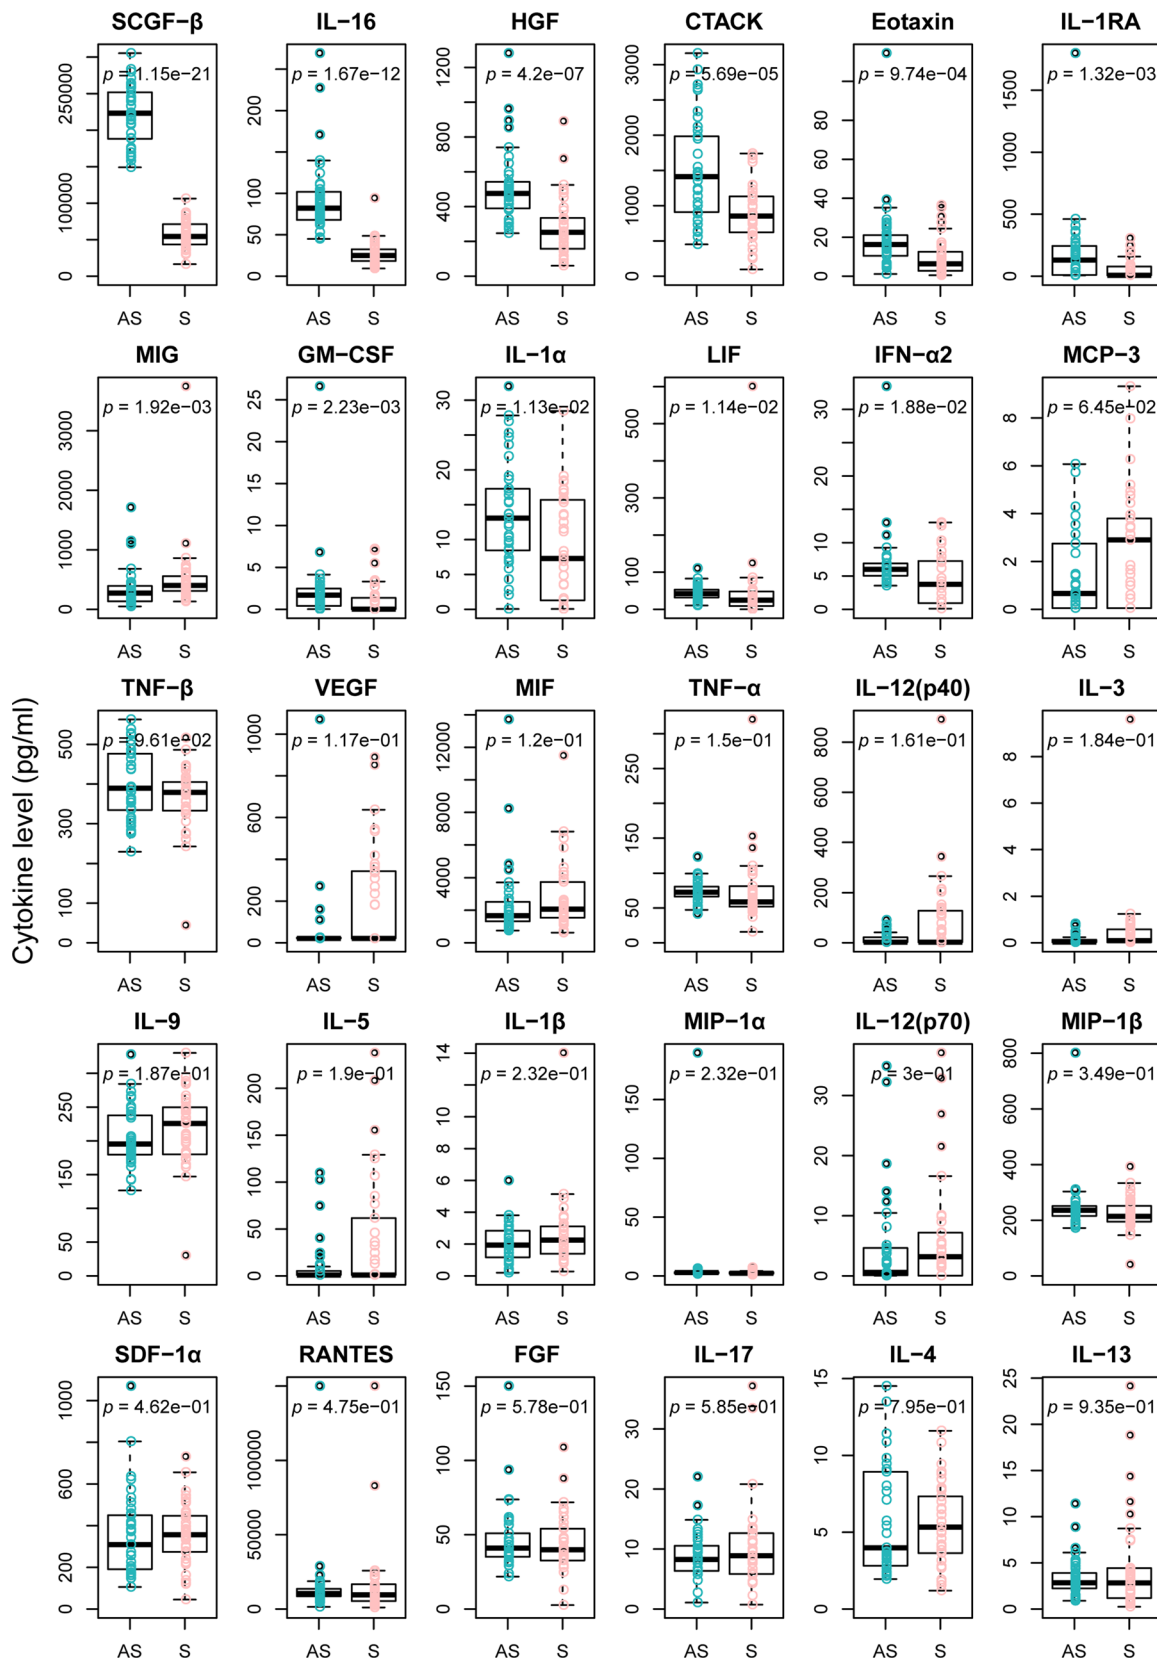 SCGF−β IL−16 HGF CTACK Eotaxin IL−1RA
p = 1.15e−21 p = 1.67e−12 p = 4.2e−07 p = 5.69e−05 p = 9.74e−04 p = 1.32e−03
0 100000 250000
0 50 100 200
0 400 800 1200
0 1000 2000 3000
0 20 40 60 80
0 500 1500
AS S AS S AS S AS S AS S AS S
MIG GM−CSF IL−1α LIF IFN−α2 MCP−3
p = 1.92e−03 p = 2.23e−03 p = 1.13e−02 p = 1.14e−02 p = 1.88e−02 p = 6.45e−02
0 1000 2000 3000
0 5 10 15 20 25
0 10 20 30
0 100 300 500
0 5 10 20 30
0 2 4 6 8
AS S AS S AS S AS S AS S AS S
Cytokine level (pg/ml)
TNF−β VEGF MIF TNF−α IL−12(p40) IL−3
p = 9.61e−02 p = 1.17e−01 p = 1.2e−01 p = 1.5e−01 p = 1.61e−01 p = 1.84e−01
0 100 300 500
0 200 600 1000
0 4000 8000 12000
0 50 150 250
0 200 400 600 800
0 2 4 6 8
AS S AS S AS S AS S AS S AS S
IL−9 IL−5 IL−1β MIP−1α IL−12(p70) MIP−1β
p = 1.87e−01 p = 1.9e−01 p = 2.32e−01 p = 2.32e−01 p = 3e−01 p = 3.49e−01
0 50 150 250
0 50 100 150 200
0 2 4 6 8 10 14
0 50 100 150
0 10 20 30
0 200 400 600 800
AS S AS S AS S AS S AS S AS S
SDF−1α RANTES FGF IL−17 IL−4 IL−13
p = 4.62e−01 p = 4.75e−01 p = 5.78e−01 p = 5.85e−01 p = 7.95e−01 p = 9.35e−01
0 200 600 1000
0 50000 100000
0 50 100 150
0 10 20 30
0 5 10 15
0 5 10 15 20 25
AS S AS S AS S AS S AS S AS S